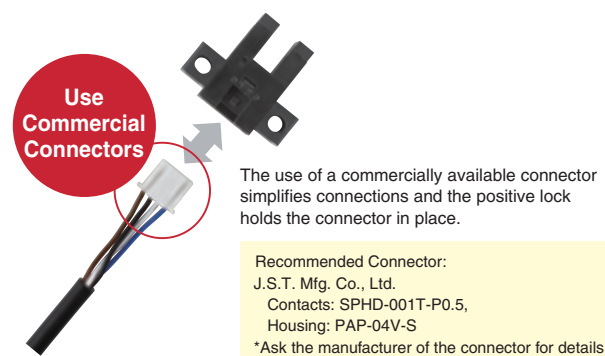 Use
Commercial
Connectors
The use of a commercially available connector
simplifies connections and the positive lock
holds the connector in place.
Recommended Connector:
J.S.T. Mfg. Co., Ltd.
Contacts: SPHD-001T-P0.5,
Housing: PAP-04V-S
*Ask the manufacturer of the connector for details